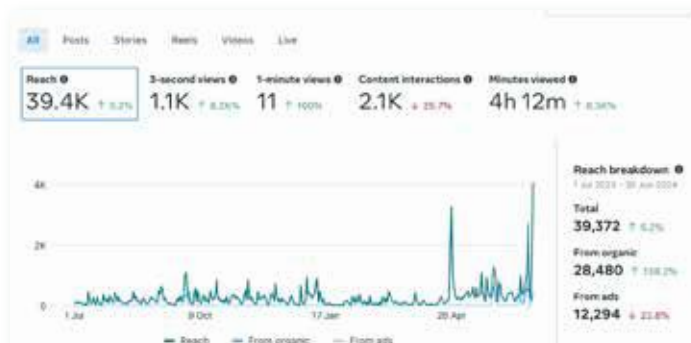 All Posts Stories Reels Videos Live
Reach 3-second views 1-minute views Content interactions Minutes viewed
39.4K 1.1K 11 ↑ 100% 2.1K 4h 12m
Reach breakdown
1 Jul 2023 - 30 Jun 2024
4K
Total
39,372
2K
From organic
28,480
From ads
0
12,294 ↓ 22.8%
1 Jul 9 Oct 17 Jan 26 Apr
Reach From organic From ads